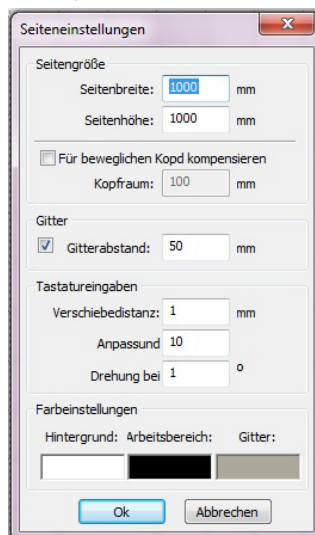 Seiteneinstellungen
Seitengröße
Seitenbreite: 1000 mm
Seitenhöhe: 1000 mm
Für beweglichen Kopd kompensieren
Kopfraum: 100 mm
Gitter
Gitterabstand: 50 mm
Tastatureingaben
Verschiebedistanz: 1 mm
Anpassund 10
Drehung bei 1 °
Farbeinstellungen
Hintergrund: Arbeitsbereich: Gitter:
Ok Abbrechen